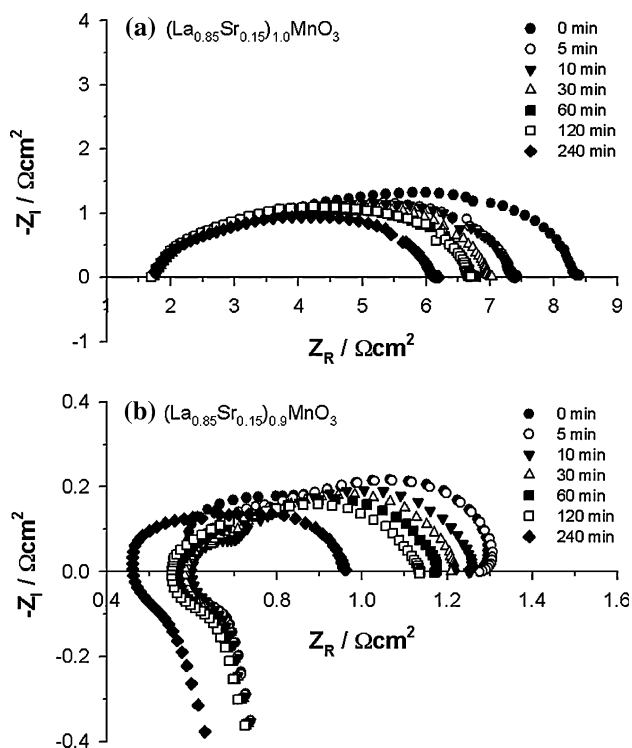 (a) (La0.85Sr0.15)1.0MnO3
0 min
5 min
10 min
30 min
60 min
120 min
240 min
4
3
2
1
0
-1
-ZI / Ωcm2
2 3 4 5 6 7 8 9
ZR / Ωcm2
(b) (La0.85Sr0.15)0.9MnO3
0 min
5 min
10 min
30 min
60 min
120 min
240 min
0.4
0.2
0.0
-0.2
-0.4
-ZI / Ωcm2
0.4 0.8 1.0 1.2 1.4 1.6
ZR / Ωcm2